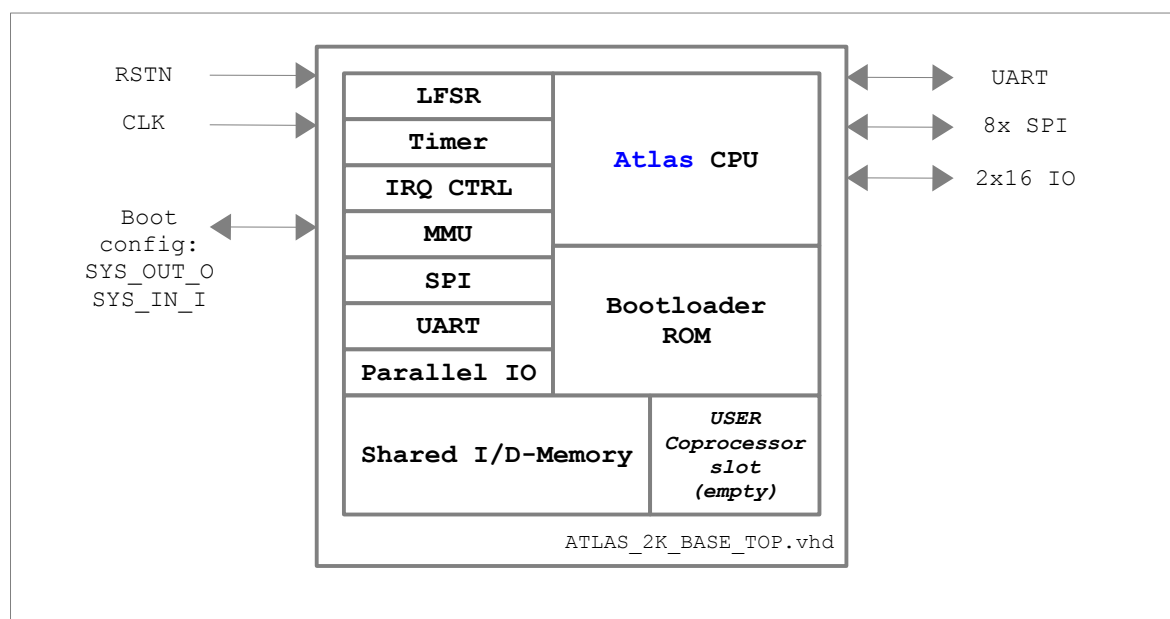 RSTN
CLK
Boot
config:
SYS_OUT_O
SYS_IN_I
LFSR
Timer
IRQ CTRL
MMU
SPI
UART
Parallel IO
Atlas CPU
Bootloader
ROM
Shared I/D-Memory
USER
Coprocessor
slot
(empty)
ATLAS_2K_BASE_TOP.vhd
UART
8x SPI
2x16 IO